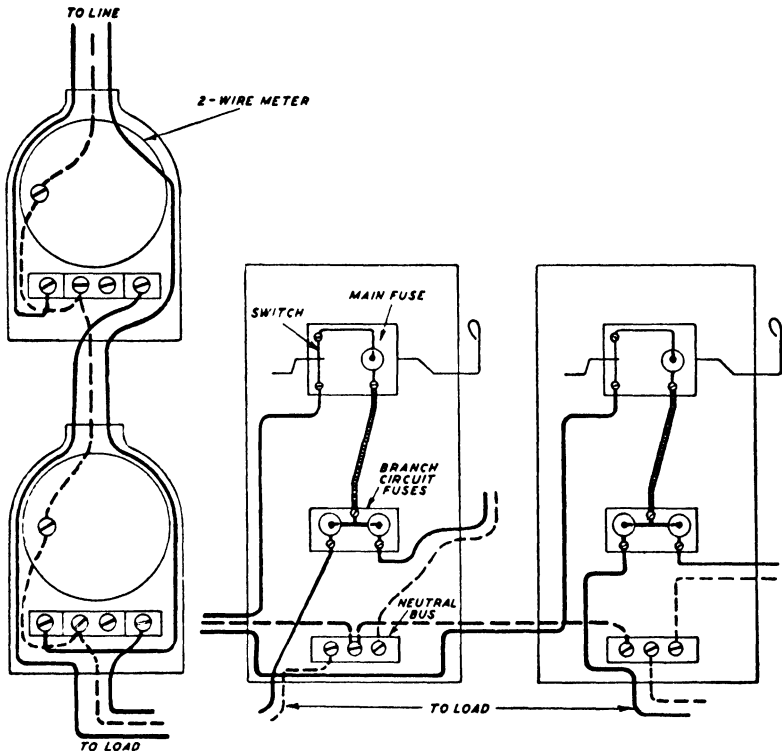 TO LINE
2-WIRE METER
MAIN FUSE
SWITCH
BRANCH
CIRCUIT
FUSES
NEUTRAL
BUS
TO LOAD
TO LOAD